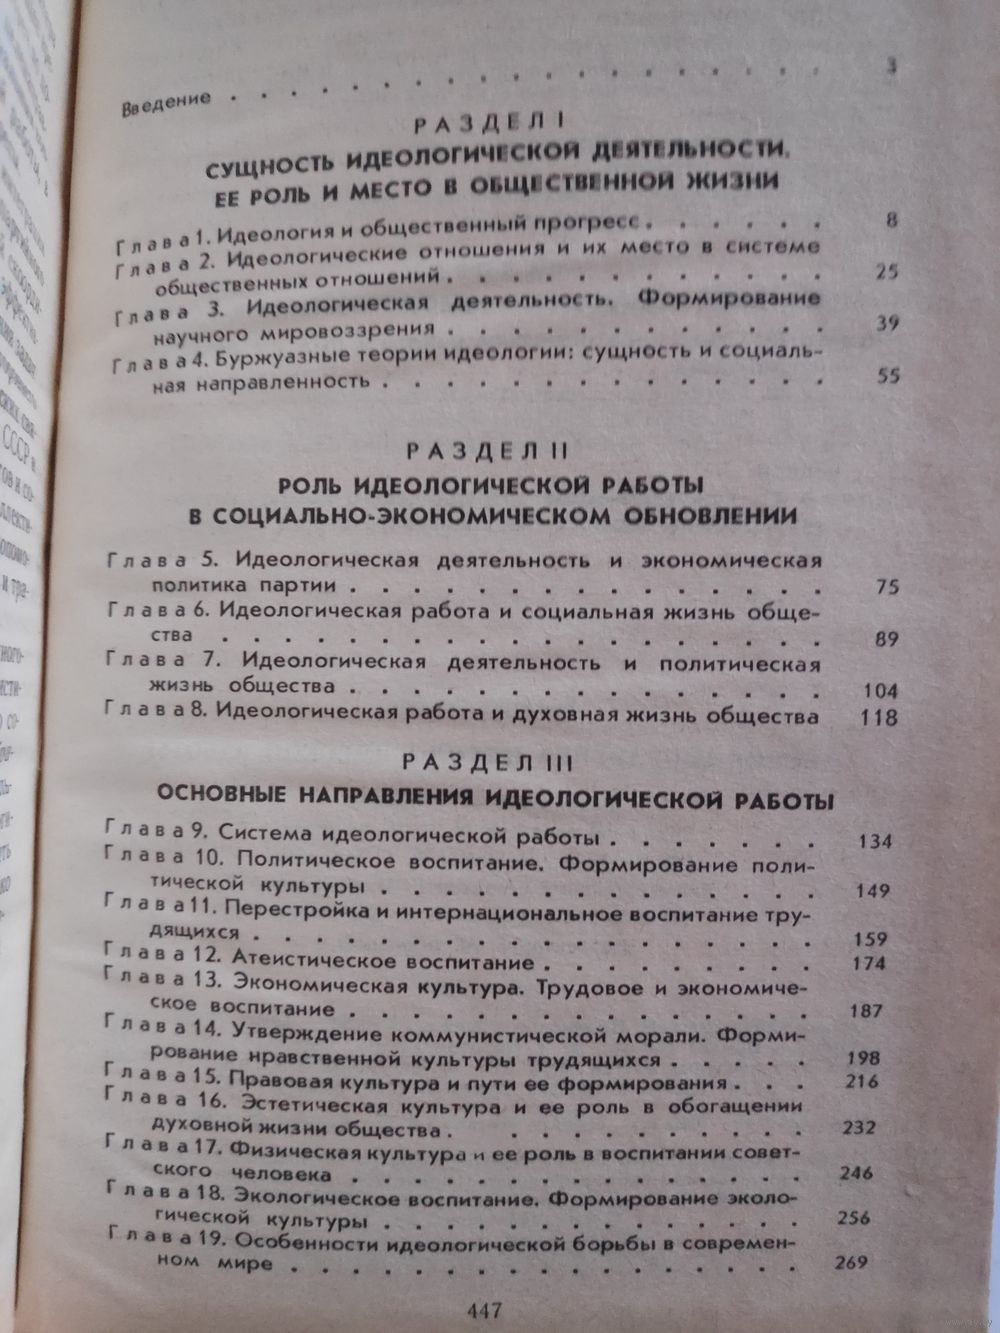 Введение . . . . . . . . . . . . . . . . . . 3
РАЗДЕЛ I
СУЩНОСТЬ ИДЕОЛОГИЧЕСКОЙ ДЕЯТЕЛЬНОСТИ,
ЕЕ РОЛЬ И МЕСТО В ОБЩЕСТВЕННОЙ ЖИЗНИ
Глава 1. Идеология и общественный прогресс . . . . . . 8
Глава 2. Идеологические отношения и их место в системе
общественных отношений . . . . . . . . . . . . . 25
Глава 3. Идеологическая деятельность. Формирование
научного мировоззрения . . . . . . . . . . . . . 39
Глава 4. Буржуазные теории идеологии: сущность и социаль-
ная направленность . . . . . . . . . . . . . . . 55
РАЗДЕЛ II
РОЛЬ ИДЕОЛОГИЧЕСКОЙ РАБОТЫ
В СОЦИАЛЬНО-ЭКОНОМИЧЕСКОМ ОБНОВЛЕНИИ
Глава 5. Идеологическая деятельность и экономическая
политика партии . . . . . . . . . . . . . . . . 75
Глава 6. Идеологическая работа и социальная жизнь обще-
ства . . . . . . . . . . . . . . . . . . . . 89
Глава 7. Идеологическая деятельность и политическая
жизнь общества . . . . . . . . . . . . . . . . 104
Глава 8. Идеологическая работа и духовная жизнь общества 118
РАЗДЕЛ III
ОСНОВНЫЕ НАПРАВЛЕНИЯ ИДЕОЛОГИЧЕСКОЙ РАБОТЫ
Глава 9. Система идеологической работы . . . . . . . 134
Глава 10. Политическое воспитание. Формирование поли-
тической культуры . . . . . . . . . . . . . . . 149
Глава 11. Перестройка и интернациональное воспитание тру-
дящихся . . . . . . . . . . . . . . . . . . . 159
Глава 12. Атеистическое воспитание . . . . . . . . . 174
Глава 13. Экономическая культура. Трудовое и экономиче-
ское воспитание . . . . . . . . . . . . . . . . 187
Глава 14. Утверждение коммунистической морали. Форми-
рование нравственной культуры трудящихся . . . . . 198
Глава 15. Правовая культура и пути ее формирования . . . 216
Глава 16. Эстетическая культура и ее роль в обогащении
духовной жизни общества . . . . . . . . . . . . 232
Глава 17. Физическая культура и ее роль в воспитании совет-
ского человека . . . . . . . . . . . . . . . . 246
Глава 18. Экологическое воспитание. Формирование эколо-
гической культуры . . . . . . . . . . . . . . . 256
Глава 19. Особенности идеологической борьбы в современ-
ном мире . . . . . . . . . . . . . . . . . . . 269
447